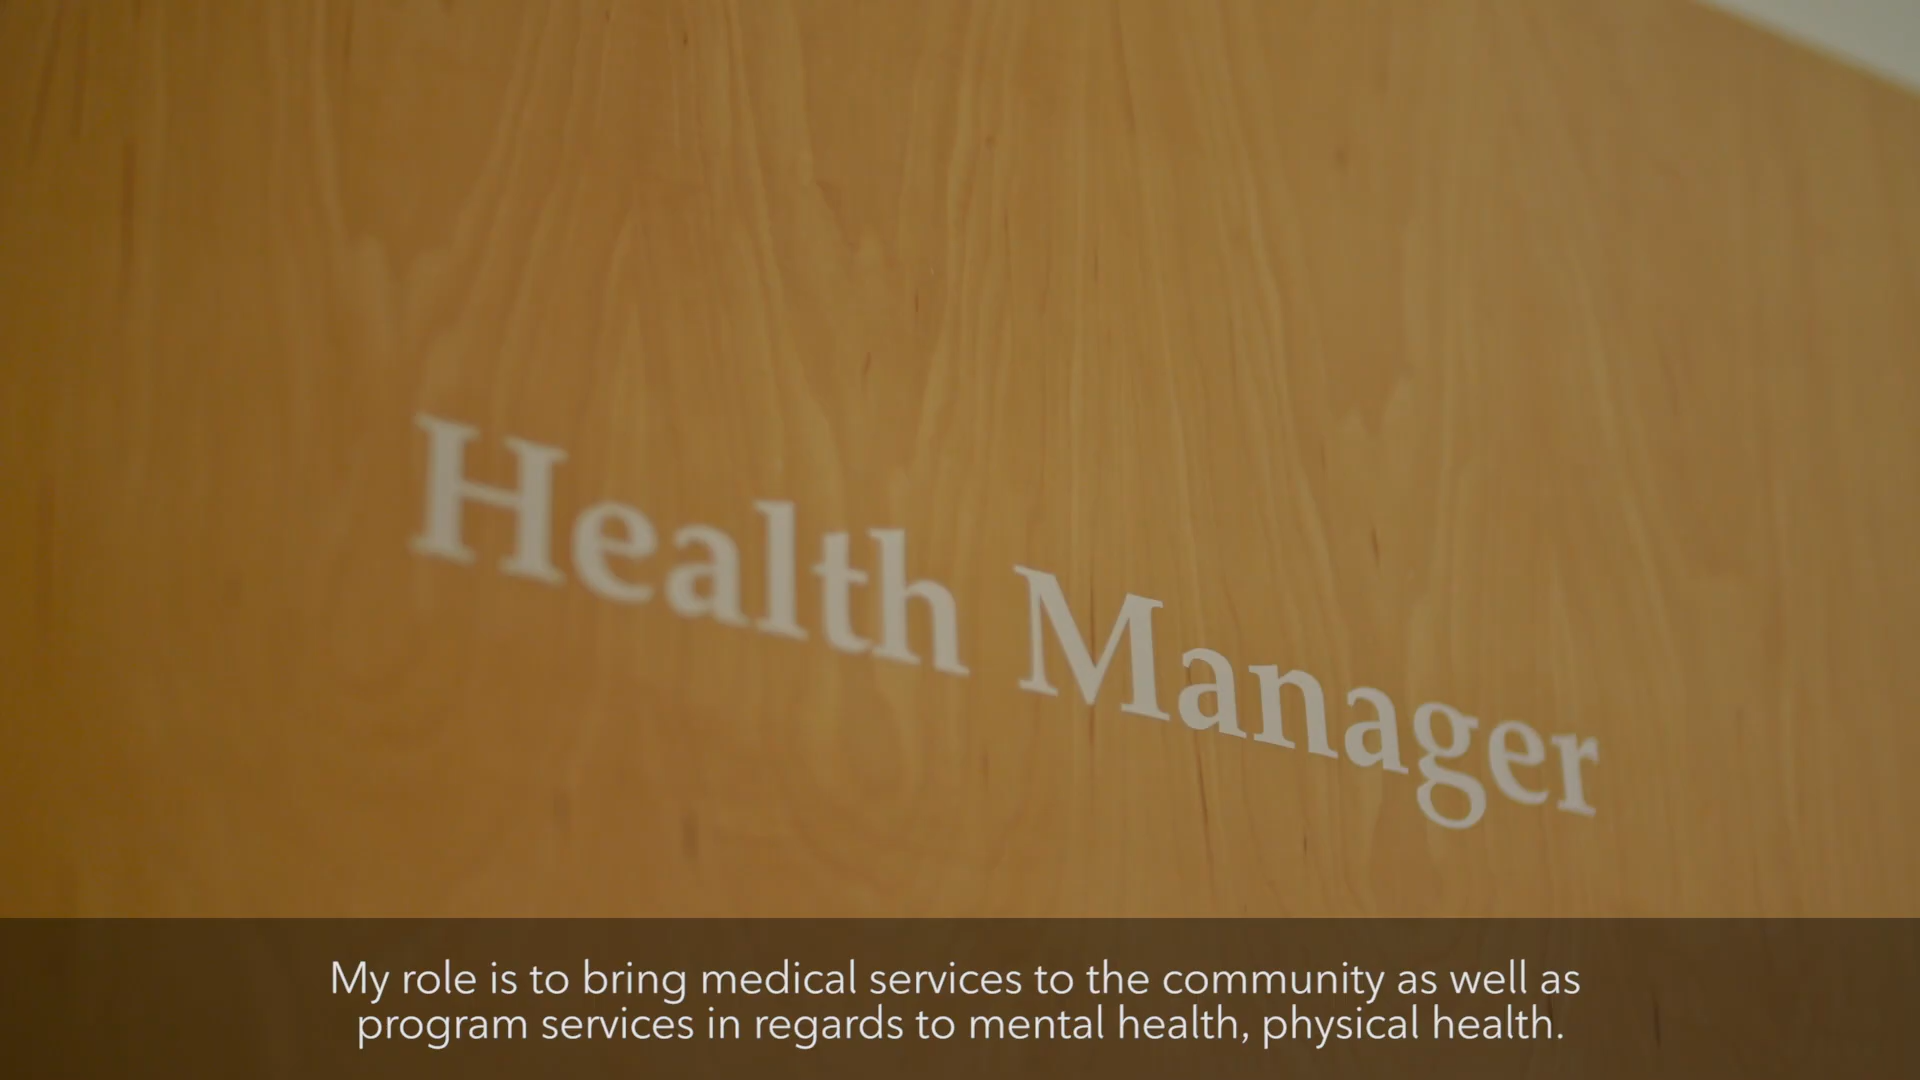 Health Manager
My role is to bring medical services to the community as well as
program services in regards to mental health, physical health.